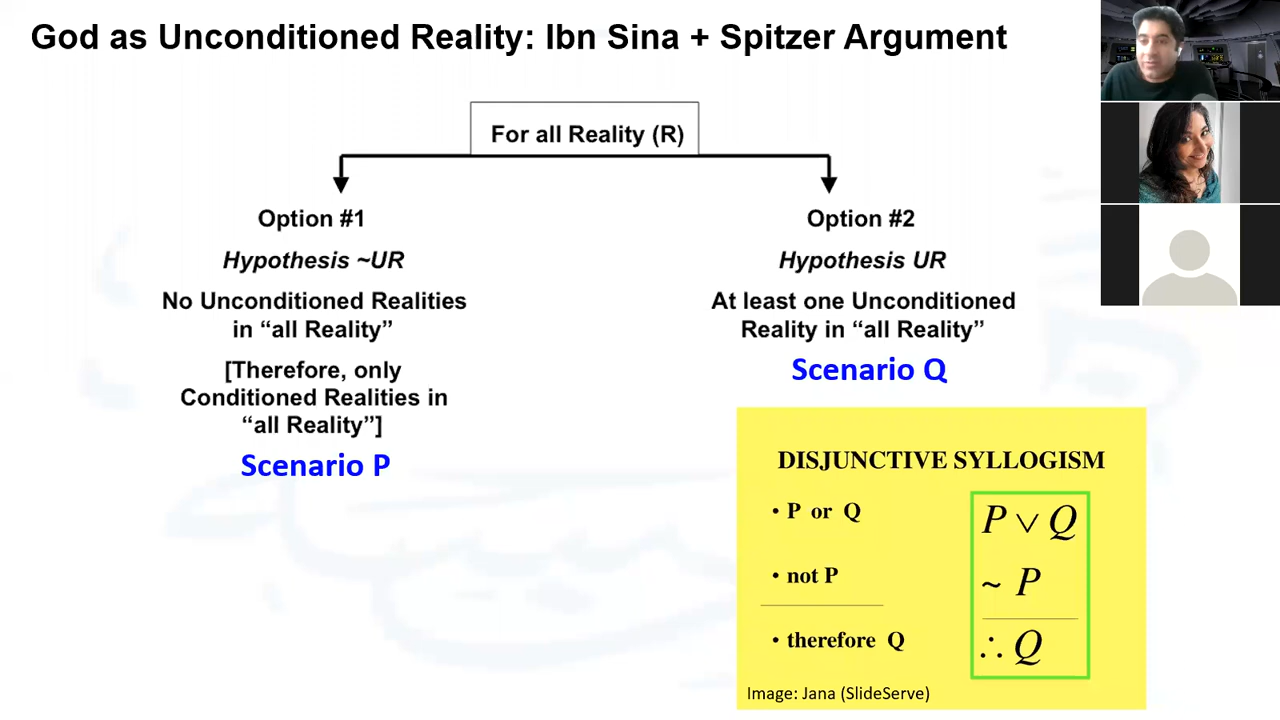 God as Unconditioned Reality: Ibn Sina + Spitzer Argument
For all Reality (R)
Option #1
Hypothesis ~UR
No Unconditioned Realities
in “all Reality”
[Therefore, only
Conditioned Realities in
“all Reality”]
Scenario P
Option #2
Hypothesis UR
At least one Unconditioned
Reality in “all Reality”
Scenario Q
DISJUNCTIVE SYLLOGISM
• P or Q
• not P
• therefore Q
P ∨ Q
~ P
∴ Q
Image: Jana (SlideServe)